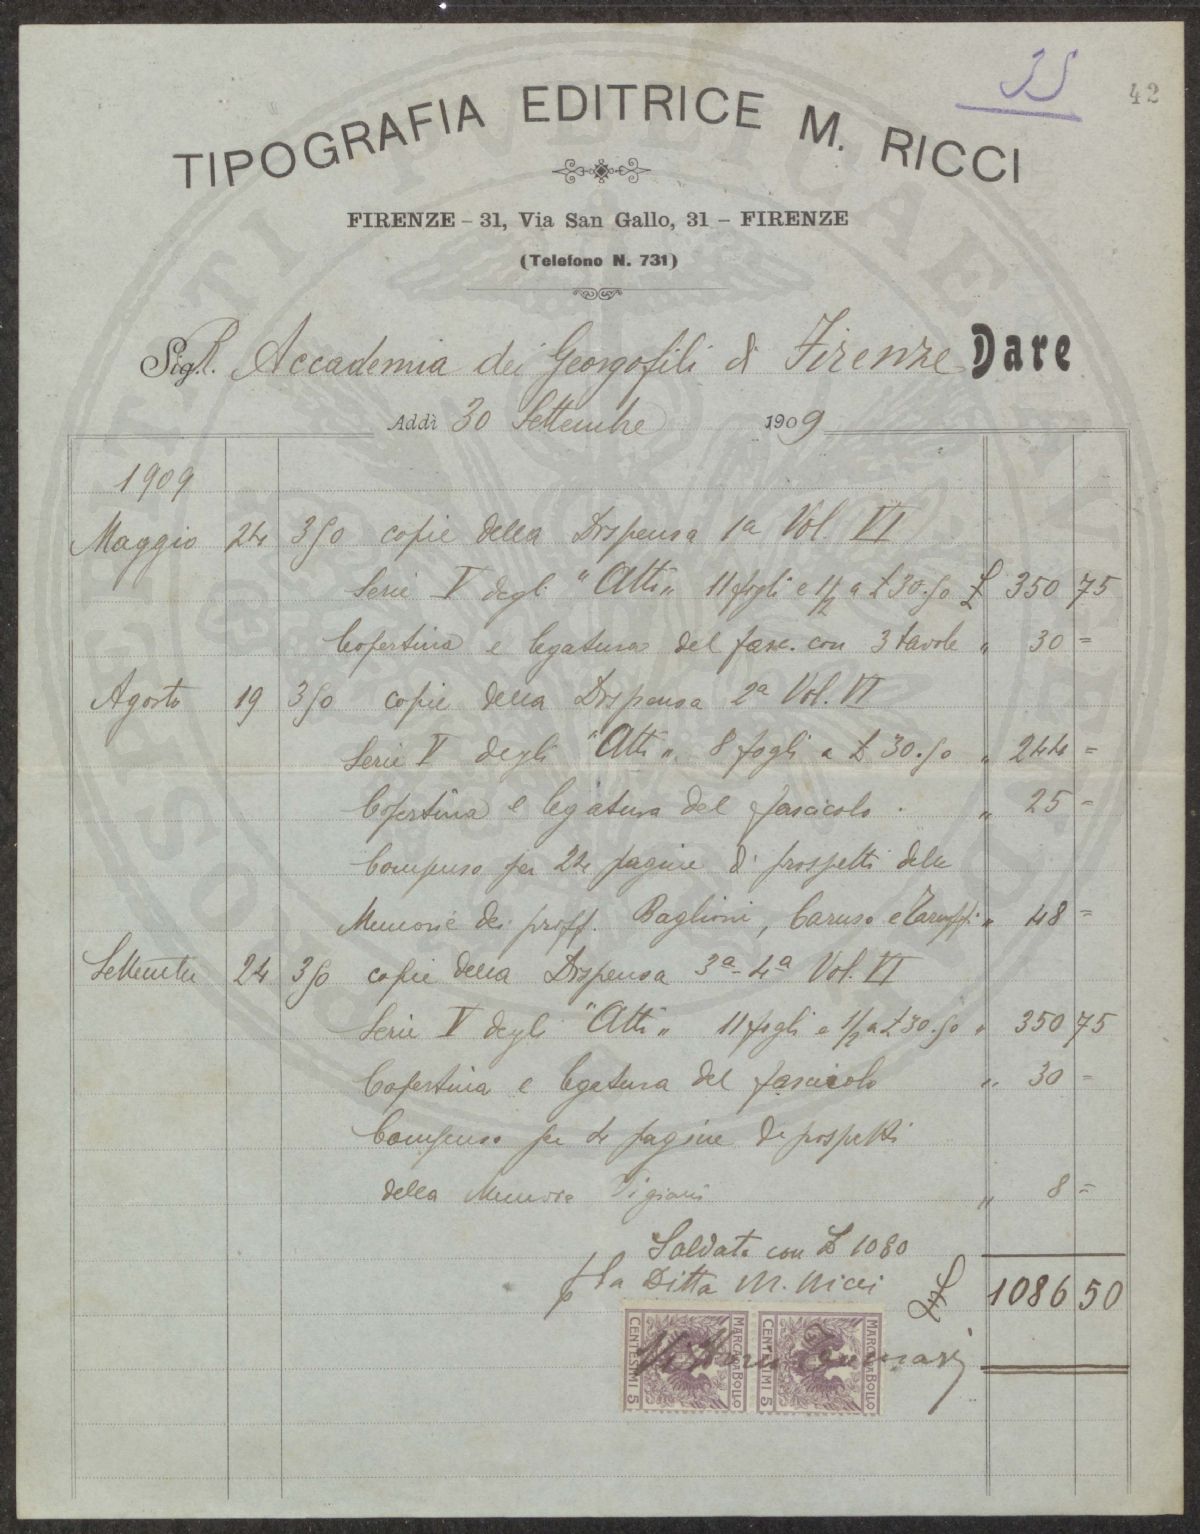 35
42
TIPOGRAFIA EDITRICE M. RICCI
FIRENZE – 31, Via San Gallo, 31 – FIRENZE
(Telefono N. 731)
Sig.R. Accademia dei Georgofili di Firenze Dare
Addì 30 Settembre 1909
1909
Maggio 24 350 copie della Dispensa 1a Vol. VI
Serie V degli "Atti" 11 fogli e 1/2 a £ 30.50 £ 350 75
Copertina e legatura del fasc. con 3 tavole " 30 =
Agosto 19 350 copie della Dispensa 2a Vol. VI
Serie V degli "Atti" 8 fogli a £ 30.50 " 244 =
Copertina e legatura del fascicolo . " 25 =
Compenso per 24 pagine di prospetti delle
Memorie dei proff. Baglioni, Caruso e Taruffi " 48 =
Settembre 24 350 copie della Dispensa 3a-4a Vol. VI
Serie V degli "Atti" 11 fogli e 1/2 a £ 30.50 " 350 75
Copertina e legatura del fascicolo " 30 =
Compenso per 4 pagine di prospetti
della Memoria " 8 =
Saldato con £ 1080
p la Ditta M. Ricci
£ 1086 50
MARCA DA BOLLO
CENTESIMI 5
MARCA DA BOLLO
CENTESIMI 5